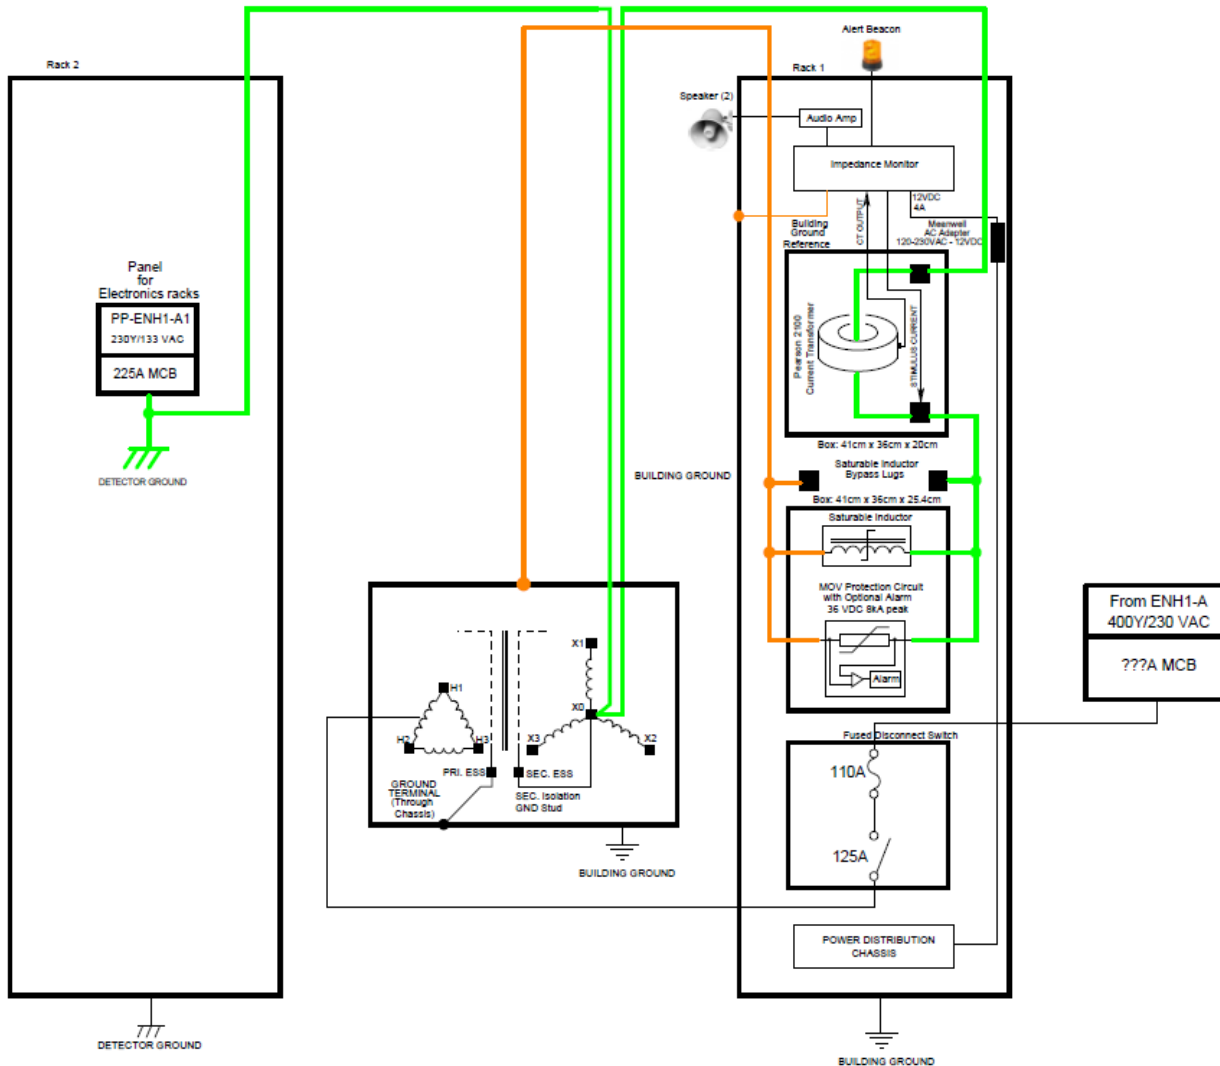 Alert Beacon
Rack 2
Rack 1
Speaker (2)
Audio Amp
Impedance Monitor
12VDC
4A
CT OUTPUT
Building
Ground
Reference
Meanwell
AC Adapter
120-230VAC - 12VDC
Panel
for
Electronics racks
PP-ENH1-A1
230Y/133 VAC
225A MCB
DETECTOR GROUND
Pearson 2100
Current Transformer
STIMULUS CURRENT
Box: 41cm x 36cm x 20cm
BUILDING GROUND
Saturable Inductor
Bypass Lugs
Box: 41cm x 36cm x 25.4cm
Saturable Inductor
MOV Protection Circuit
with Optional Alarm
36 VDC 8kA peak
Alarm
From ENH1-A
400Y/230 VAC
???A MCB
X1
H1
X0
H2
H3
X3
X2
PRI. ESS
SEC. ESS
GROUND
TERMINAL
(Through
Chassis)
SEC. Isolation
GND Stud
BUILDING GROUND
Fused Disconnect Switch
110A
125A
POWER DISTRIBUTION
CHASSIS
DETECTOR GROUND
BUILDING GROUND